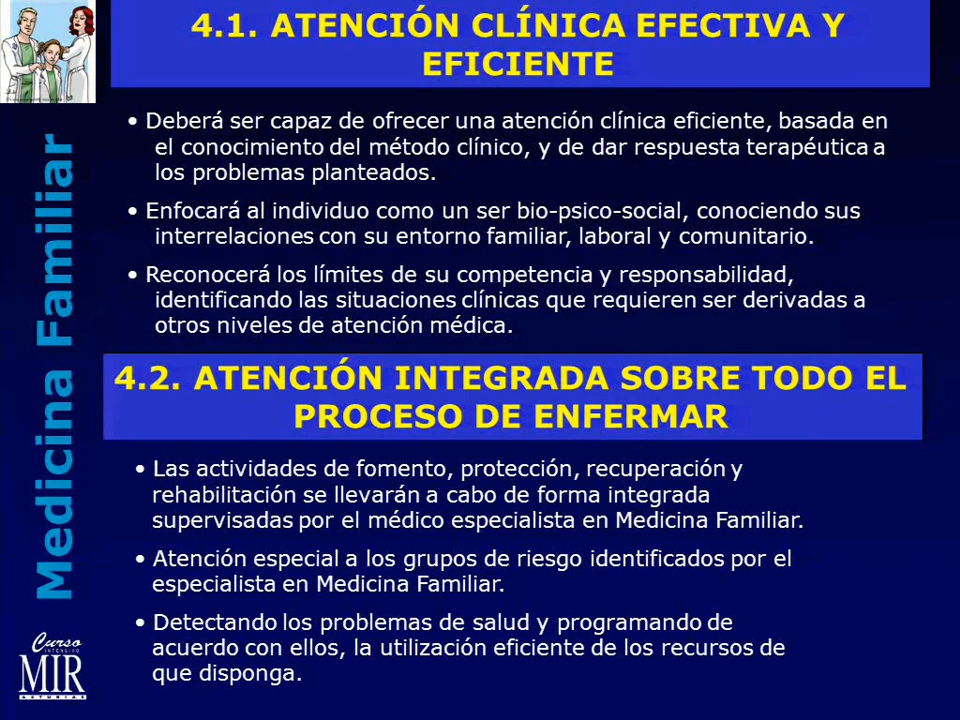 4.1. ATENCIÓN CLÍNICA EFECTIVA Y
EFICIENTE
• Deberá ser capaz de ofrecer una atención clínica eficiente, basada en
el conocimiento del método clínico, y de dar respuesta terapéutica a
los problemas planteados.
• Enfocará al individuo como un ser bio-psico-social, conociendo sus
interrelaciones con su entorno familiar, laboral y comunitario.
• Reconocerá los límites de su competencia y responsabilidad,
identificando las situaciones clínicas que requieren ser derivadas a
otros niveles de atención médica.
4.2. ATENCIÓN INTEGRADA SOBRE TODO EL
PROCESO DE ENFERMAR
• Las actividades de fomento, protección, recuperación y
rehabilitación se llevarán a cabo de forma integrada
supervisadas por el médico especialista en Medicina Familiar.
• Atención especial a los grupos de riesgo identificados por el
especialista en Medicina Familiar.
• Detectando los problemas de salud y programando de
acuerdo con ellos, la utilización eficiente de los recursos de
que disponga.
Medicina Familiar
Curso
INTENSIVO
MIR
ASTURIAS